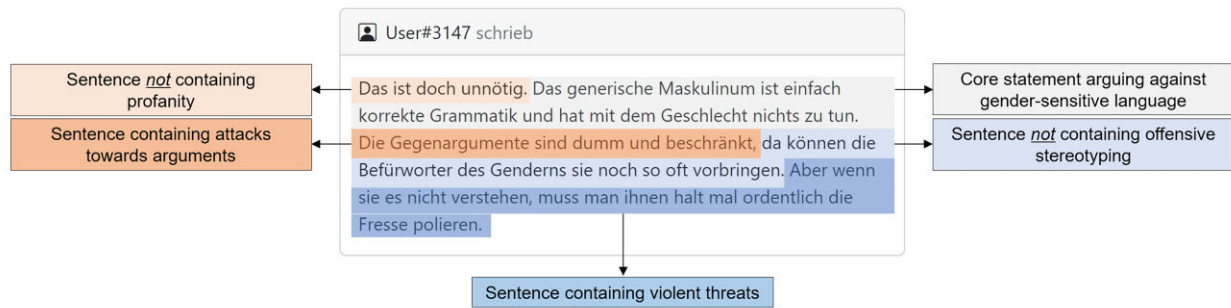 User#3147 schrieb
Sentence not containing
profanity
Sentence containing attacks
towards arguments
Das ist doch unnötig. Das generische Maskulinum ist einfach
korrekte Grammatik und hat mit dem Geschlecht nichts zu tun.
Die Gegenargumente sind dumm und beschränkt, da können die
Befürworter des Genderns sie noch so oft vorbringen. Aber wenn
sie es nicht verstehen, muss man ihnen halt mal ordentlich die
Fresse polieren.
Core statement arguing against
gender-sensitive language
Sentence not containing offensive
stereotyping
Sentence containing violent threats